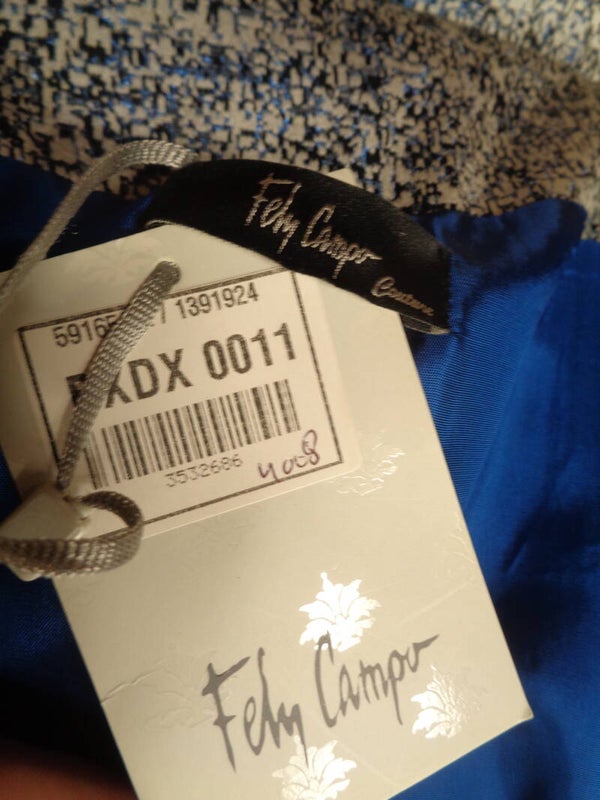 Fely Campo
Couture
1391924
XDX 0011
3532686
4008
Fely Campo